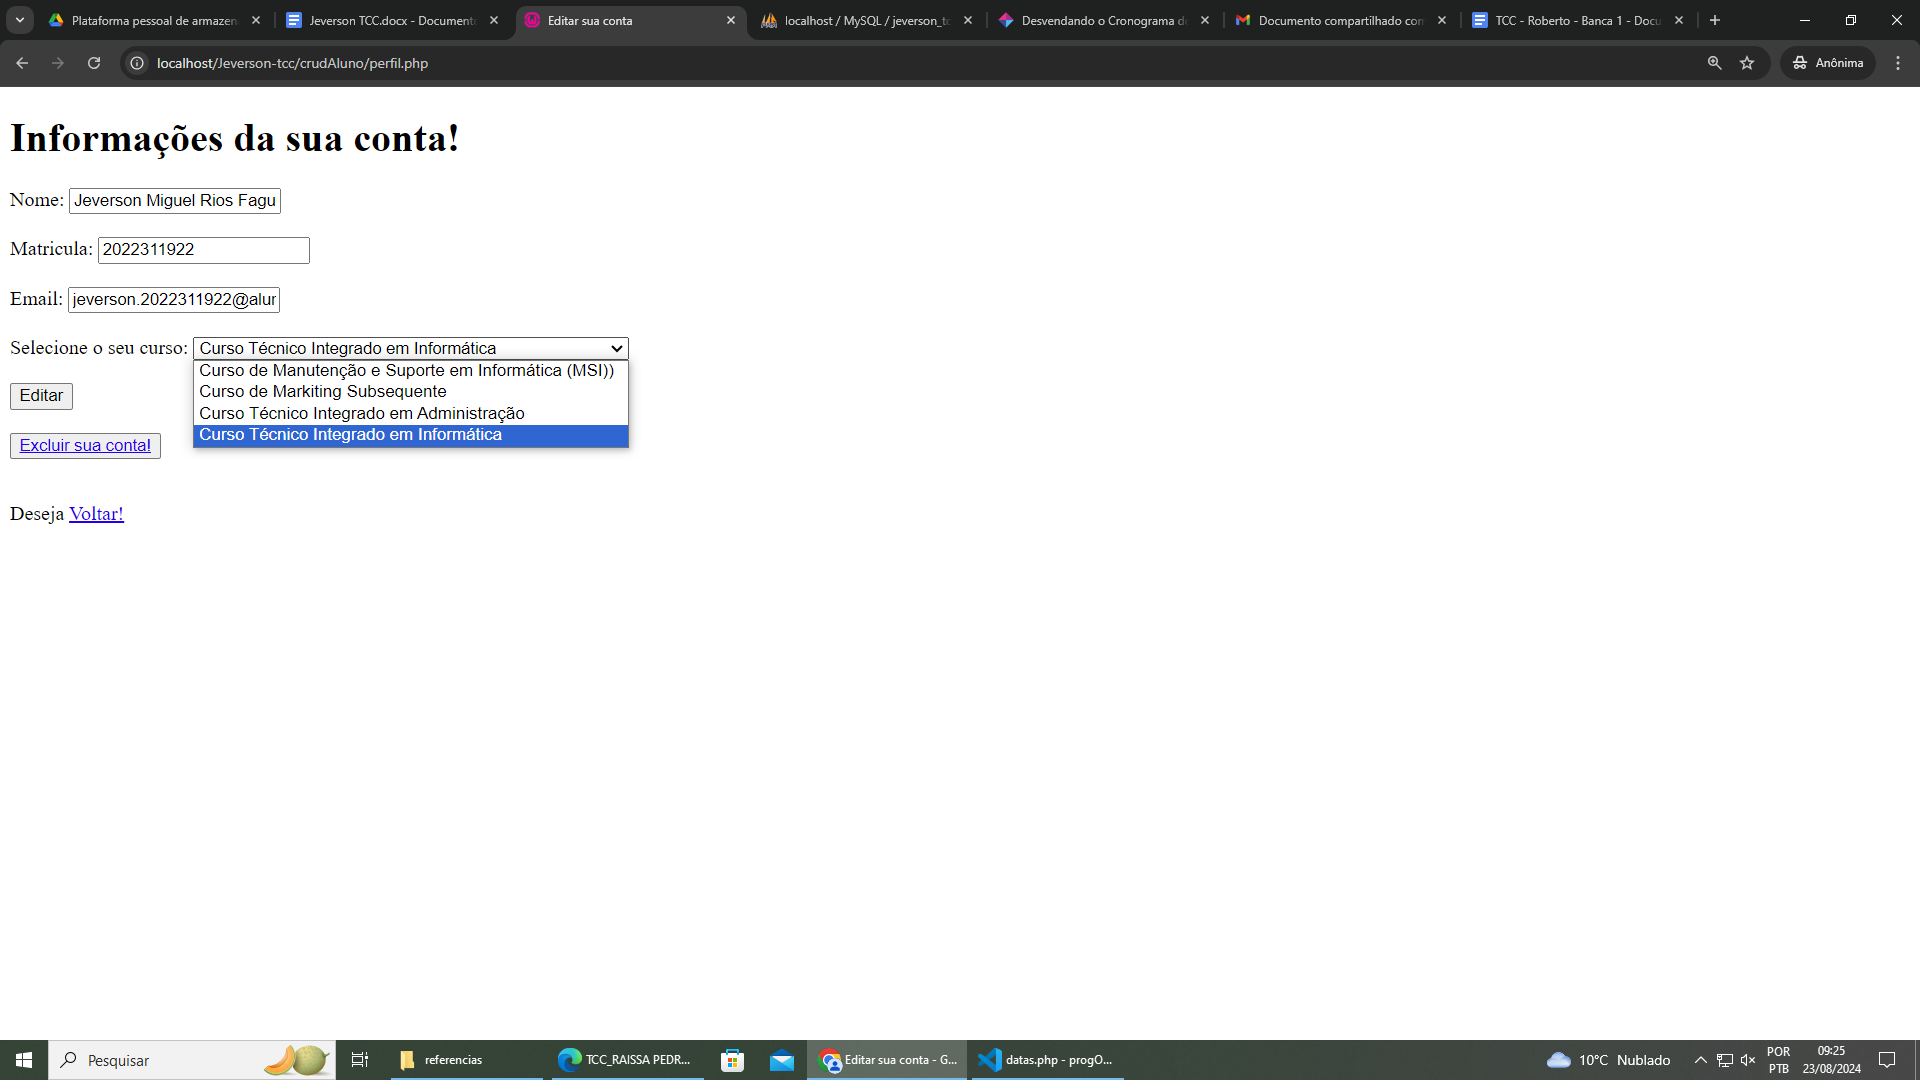 Plataforma pessoal de armazena
Jeverson TCC.docx - Documento
Editar sua conta
localhost / MySQL / jeverson_tc
Desvendando o Cronograma de
Documento compartilhado com
TCC - Roberto - Banca 1 - Docu
localhost/Jeverson-tcc/crudAluno/perfil.php
Anônima
Informações da sua conta!
Nome: Jeverson Miguel Rios Fagu
Matricula: 2022311922
Email: jeverson.2022311922@alun
Selecione o seu curso: Curso Técnico Integrado em Informática
Curso de Manutenção e Suporte em Informática (MSI))
Curso de Markiting Subsequente
Curso Técnico Integrado em Administração
Curso Técnico Integrado em Informática
Editar
Excluir sua conta!
Deseja Voltar!
Pesquisar
referencias
TCC_RAISSA PEDR...
Editar sua conta - G...
datas.php - progO...
10°C Nublado
POR
PTB
09:25
23/08/2024